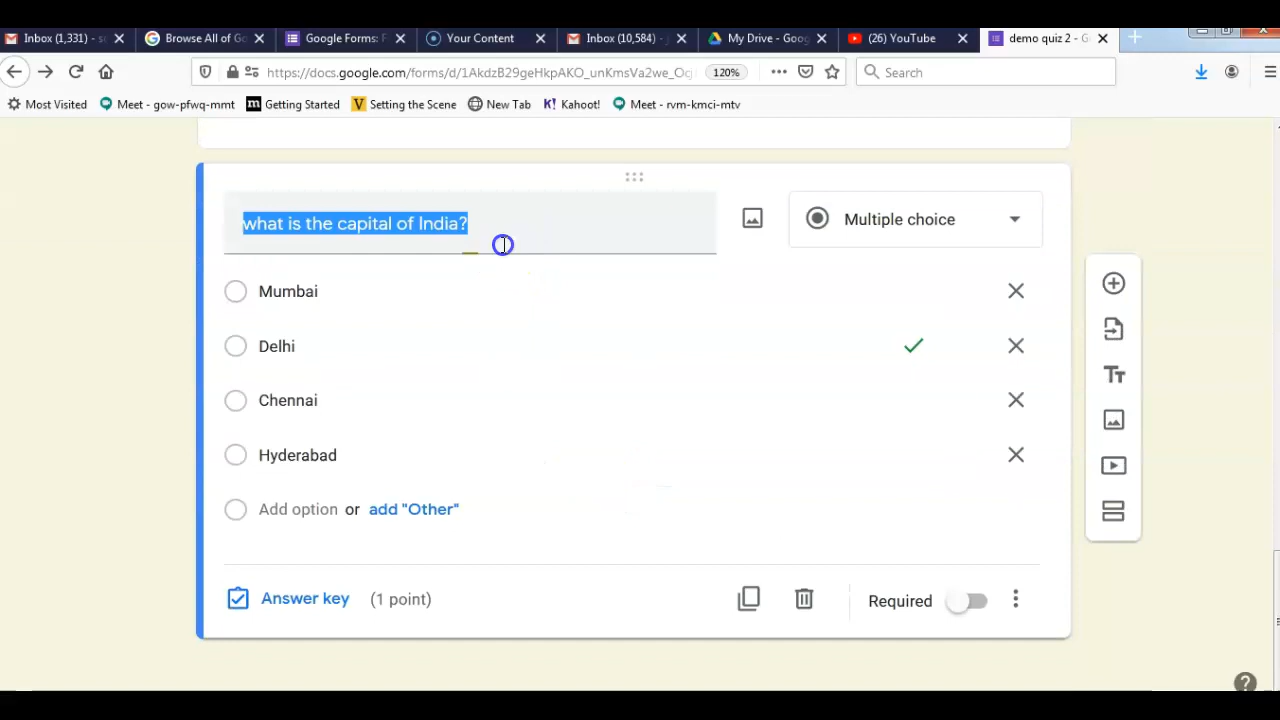 Inbox (1,331) - s
Browse All of Go
Google Forms: F
Your Content
Inbox (10,584) -
My Drive - Goog
(26) YouTube
demo quiz 2 - G
https://docs.google.com/forms/d/1AkdzB29geHkpAKO_unKmsVa2we_Oc
120%
Search
Most Visited
Meet - gow-pfwq-mmt
Getting Started
Setting the Scene
New Tab
Kahoot!
Meet - rvm-kmci-mtv
what is the capital of India?
Multiple choice
Mumbai
Delhi
Chennai
Hyderabad
Add option or add "Other"
Answer key (1 point)
Required